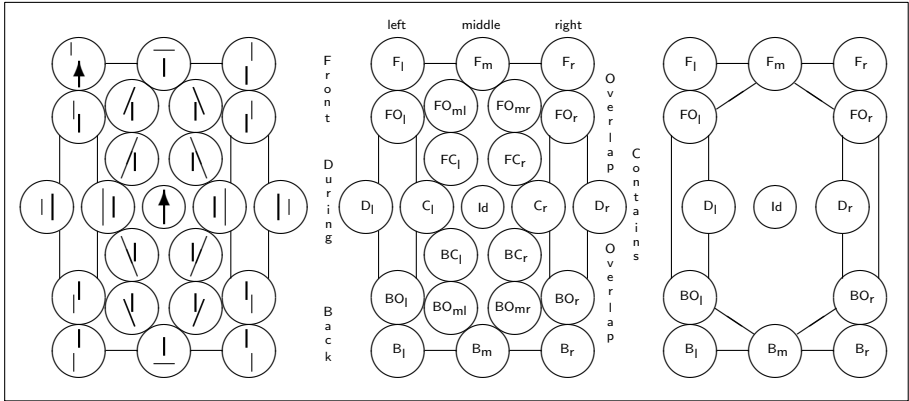 left middle right
F_l F_m F_r F_l F_m F_r
FO_ml FO_mr
FO_l FO_r FO_l FO_r
FC_l FC_r
D_l C_l Id C_r D_r D_l Id D_r
BC_l BC_r
BO_l BO_r BO_l BO_r
BO_ml BO_mr
B_l B_m B_r B_l B_m B_r
Front
During
Back
Overlap
Overlap
Contains